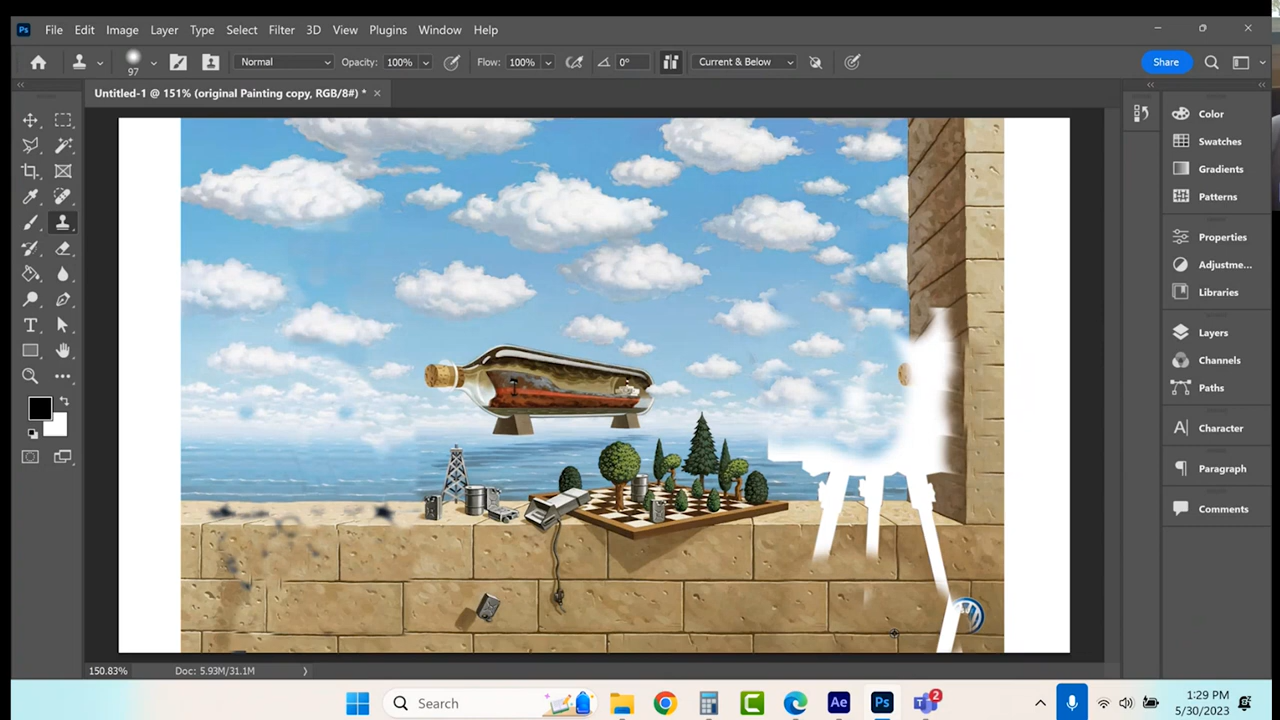 Ps File Edit Image Layer Type Select Filter 3D View Plugins Window Help
97 Normal Opacity: 100% Flow: 100% 0° Current & Below Share
Untitled-1 @ 151% (original Painting copy, RGB/8#) * ×
Color
Swatches
Gradients
Patterns
Properties
Adjustme...
Libraries
Layers
Channels
Paths
Character
Paragraph
Comments
150.83% Doc: 5.93M/31.1M
Search Ae Ps 2 1:29 PM
5/30/2023